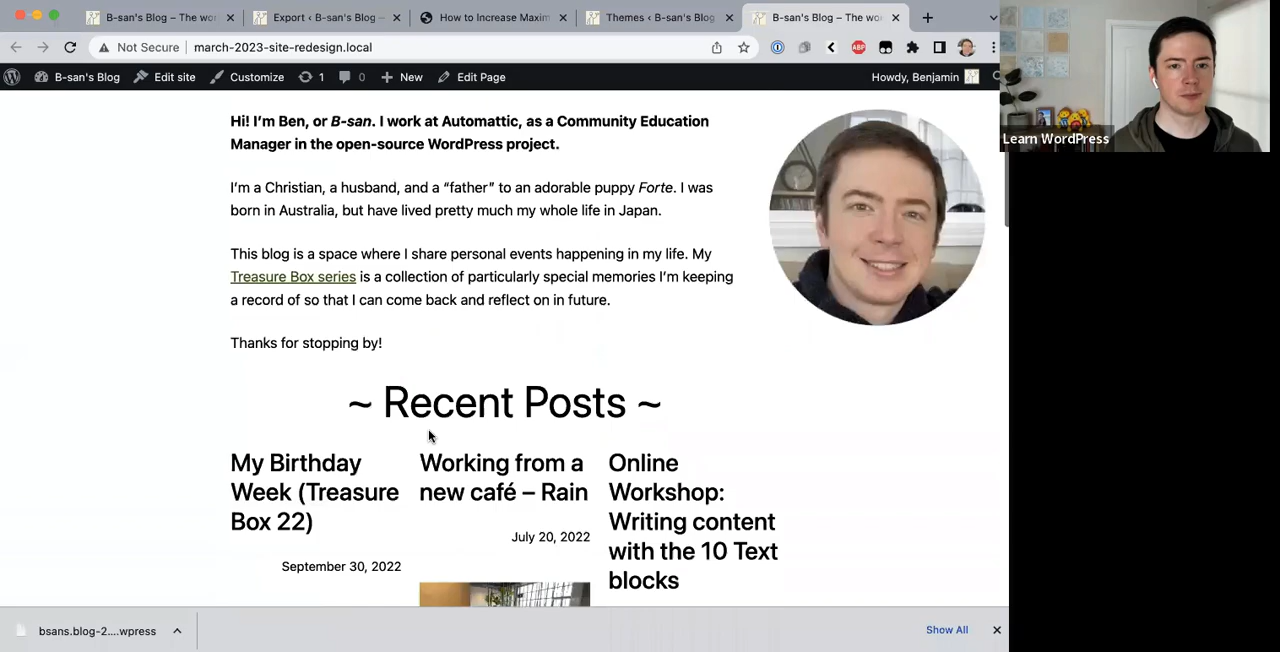 B-san's Blog – The wo
Export ‹ B-san's Blog –
How to Increase Maxim
Themes ‹ B-san's Blog
B-san's Blog – The wo
Not Secure
march-2023-site-redesign.local
ABP
B-san's Blog
Edit site
Customize
1
0
New
Edit Page
Howdy, Benjamin
Learn WordPress
Hi! I'm Ben, or B-san. I work at Automattic, as a Community Education
Manager in the open-source WordPress project.
I'm a Christian, a husband, and a “father” to an adorable puppy Forte. I was
born in Australia, but have lived pretty much my whole life in Japan.
This blog is a space where I share personal events happening in my life. My
Treasure Box series is a collection of particularly special memories I'm keeping
a record of so that I can come back and reflect on in future.
Thanks for stopping by!
~ Recent Posts ~
My Birthday
Week (Treasure
Box 22)
September 30, 2022
Working from a
new café – Rain
July 20, 2022
Online
Workshop:
Writing content
with the 10 Text
blocks
bsans.blog-2....wpress
Show All